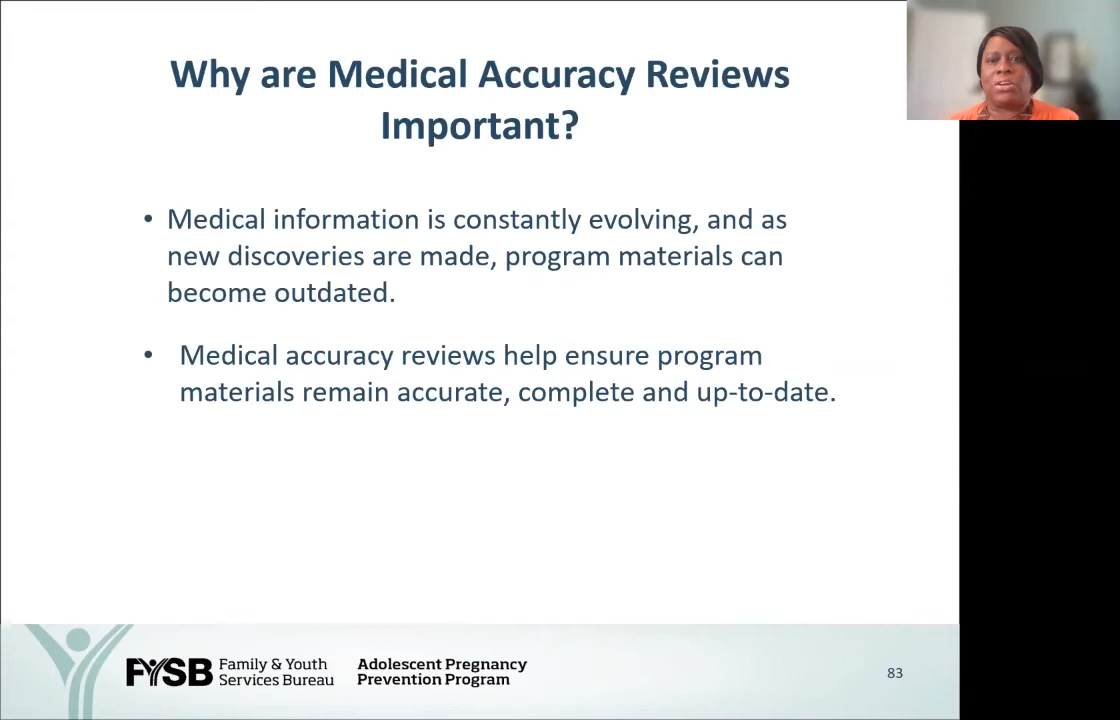 Why are Medical Accuracy Reviews
Important?
• Medical information is constantly evolving, and as
new discoveries are made, program materials can
become outdated.
• Medical accuracy reviews help ensure program
materials remain accurate, complete and up-to-date.
FYSB
Family & Youth
Services Bureau
Adolescent Pregnancy
Prevention Program
83